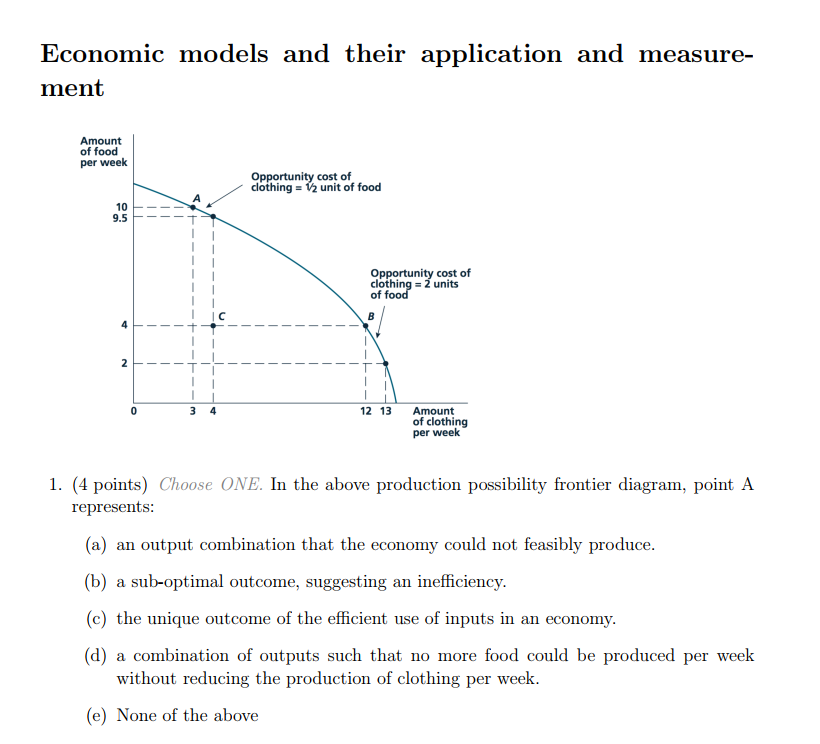 Economic models and their application and measure-
ment
Amount
of food
per week
Opportunity cost of
clothing = ½ unit of food
A
10
9.5
Opportunity cost of
clothing = 2 units
of food
C
B
4
2
0
3 4
12 13
Amount
of clothing
per week
1. (4 points) Choose ONE. In the above production possibility frontier diagram, point A
represents:
(a) an output combination that the economy could not feasibly produce.
(b) a sub-optimal outcome, suggesting an inefficiency.
(c) the unique outcome of the efficient use of inputs in an economy.
(d) a combination of outputs such that no more food could be produced per week
without reducing the production of clothing per week.
(e) None of the above